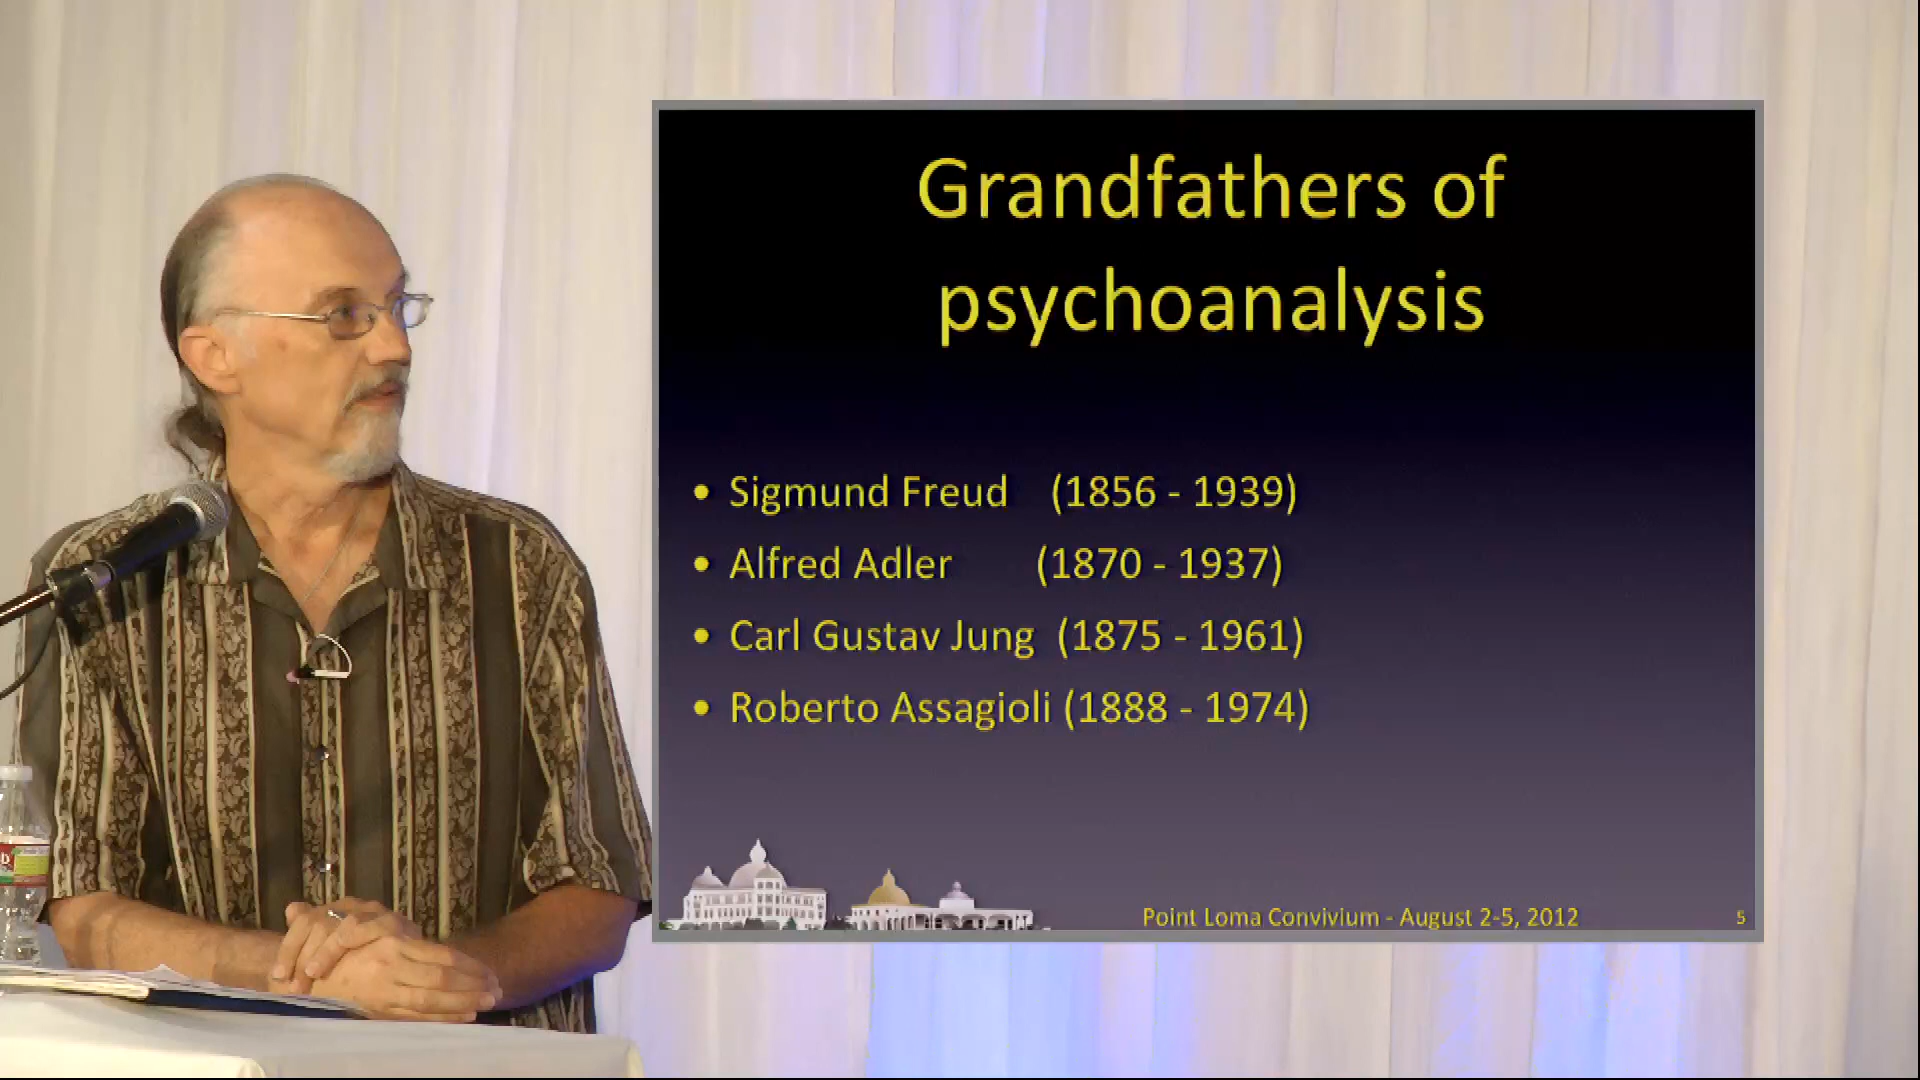 Grandfathers of
psychoanalysis
• Sigmund Freud (1856 - 1939)
• Alfred Adler (1870 - 1937)
• Carl Gustav Jung (1875 - 1961)
• Roberto Assagioli (1888 - 1974)
Point Loma Convivium - August 2-5, 2012
5